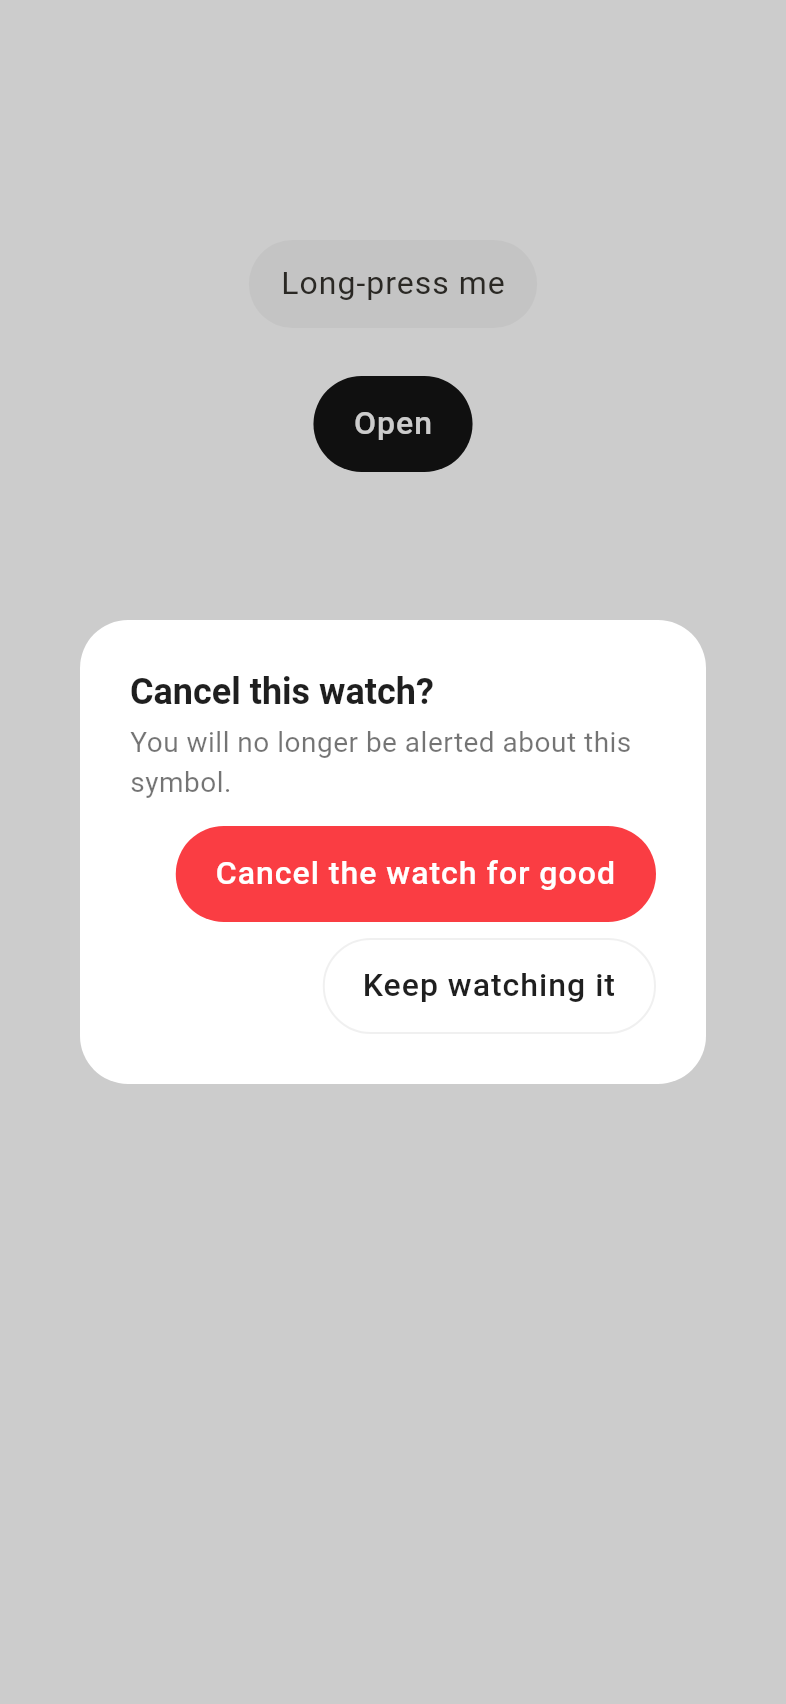 Long-press me
Open
Cancel this watch?
You will no longer be alerted about this
symbol.
Cancel the watch for good
Keep watching it